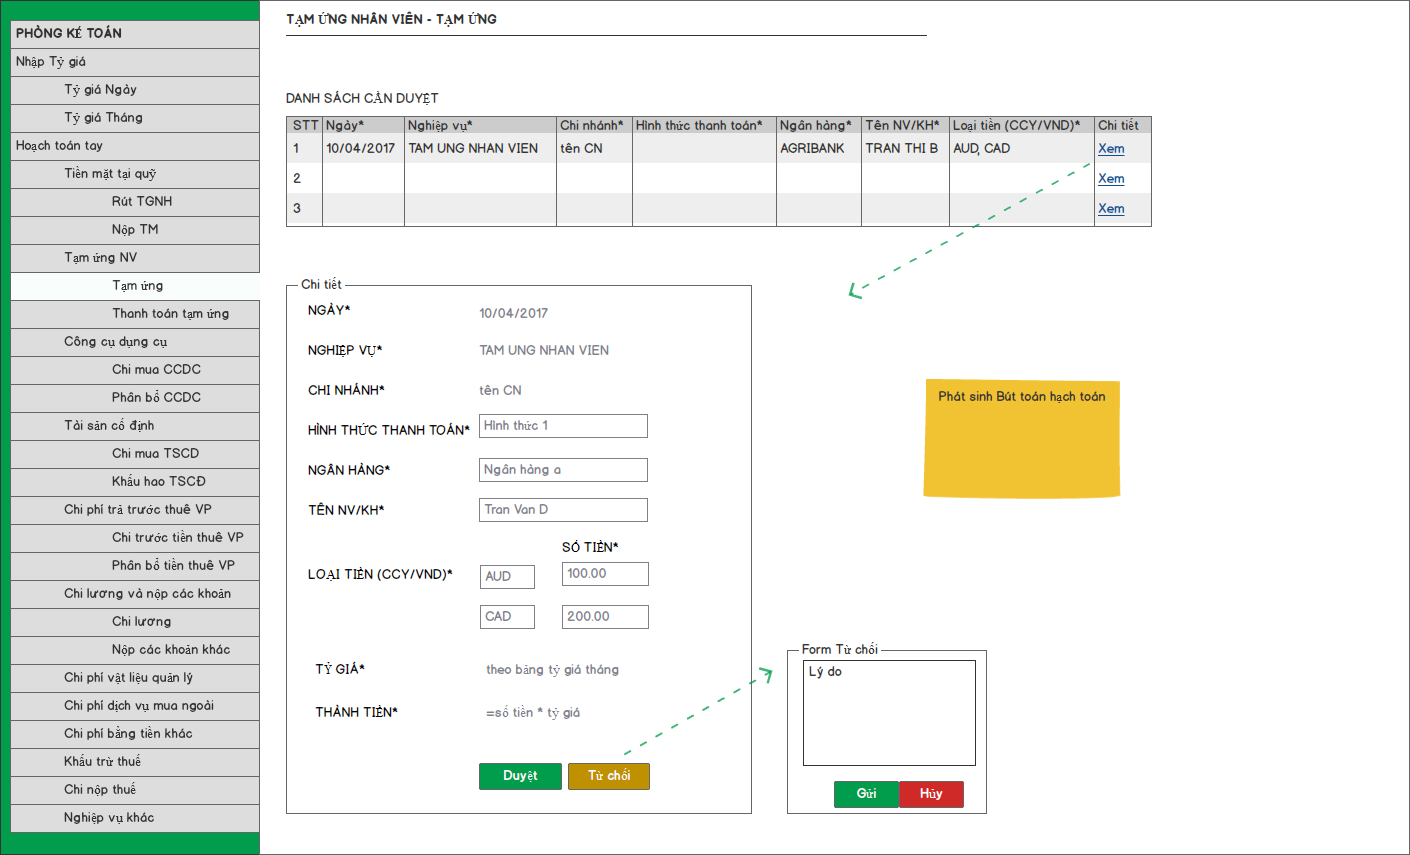 PHÒNG KẾ TOÁN
Nhập Tỷ giá
Tỷ giá Ngày
Tỷ giá Tháng
Hoạch toán tay
Tiền mặt tại quỹ
Rút TGNH
Nộp TM
Tạm ứng NV
Tạm ứng
Thanh toán tạm ứng
Công cụ dụng cụ
Chi mua CCDC
Phân bổ CCDC
Tài sản cố định
Chi mua TSCD
Khấu hao TSCĐ
Chi phí trả trước thuê VP
Chi trước tiền thuê VP
Phân bổ tiền thuê VP
Chi lương và nộp các khoản
Chi lương
Nộp các khoản khác
Chi phí vật liệu quản lý
Chi phí dịch vụ mua ngoài
Chi phí bằng tiền khác
Khấu trừ thuế
Chi nộp thuế
Nghiệp vụ khác
TẠM ỨNG NHÂN VIÊN - TẠM ỨNG
DANH SÁCH CẦN DUYỆT
STT Ngày* Nghiệp vụ* Chi nhánh* Hình thức thanh toán* Ngân hàng* Tên NV/KH* Loại tiền (CCY/VND)* Chi tiết
1 10/04/2017 TAM UNG NHAN VIEN tên CN AGRIBANK TRAN THI B AUD, CAD Xem
2 Xem
3 Xem
Chi tiết
NGÀY* 10/04/2017
NGHIỆP VỤ* TAM UNG NHAN VIEN
CHI NHÁNH* tên CN
HÌNH THỨC THANH TOÁN* Hình thức 1
NGÂN HÀNG* Ngân hàng a
TÊN NV/KH* Tran Van D
SỐ TIỀN*
LOẠI TIỀN (CCY/VND)* AUD 100.00
CAD 200.00
TỶ GIÁ* theo bảng tỷ giá tháng
THÀNH TIỀN* =số tiền * tỷ giá
Duyệt Từ chối
Phát sinh Bút toán hạch toán
Form Từ chối
Lý do
Gửi Hủy